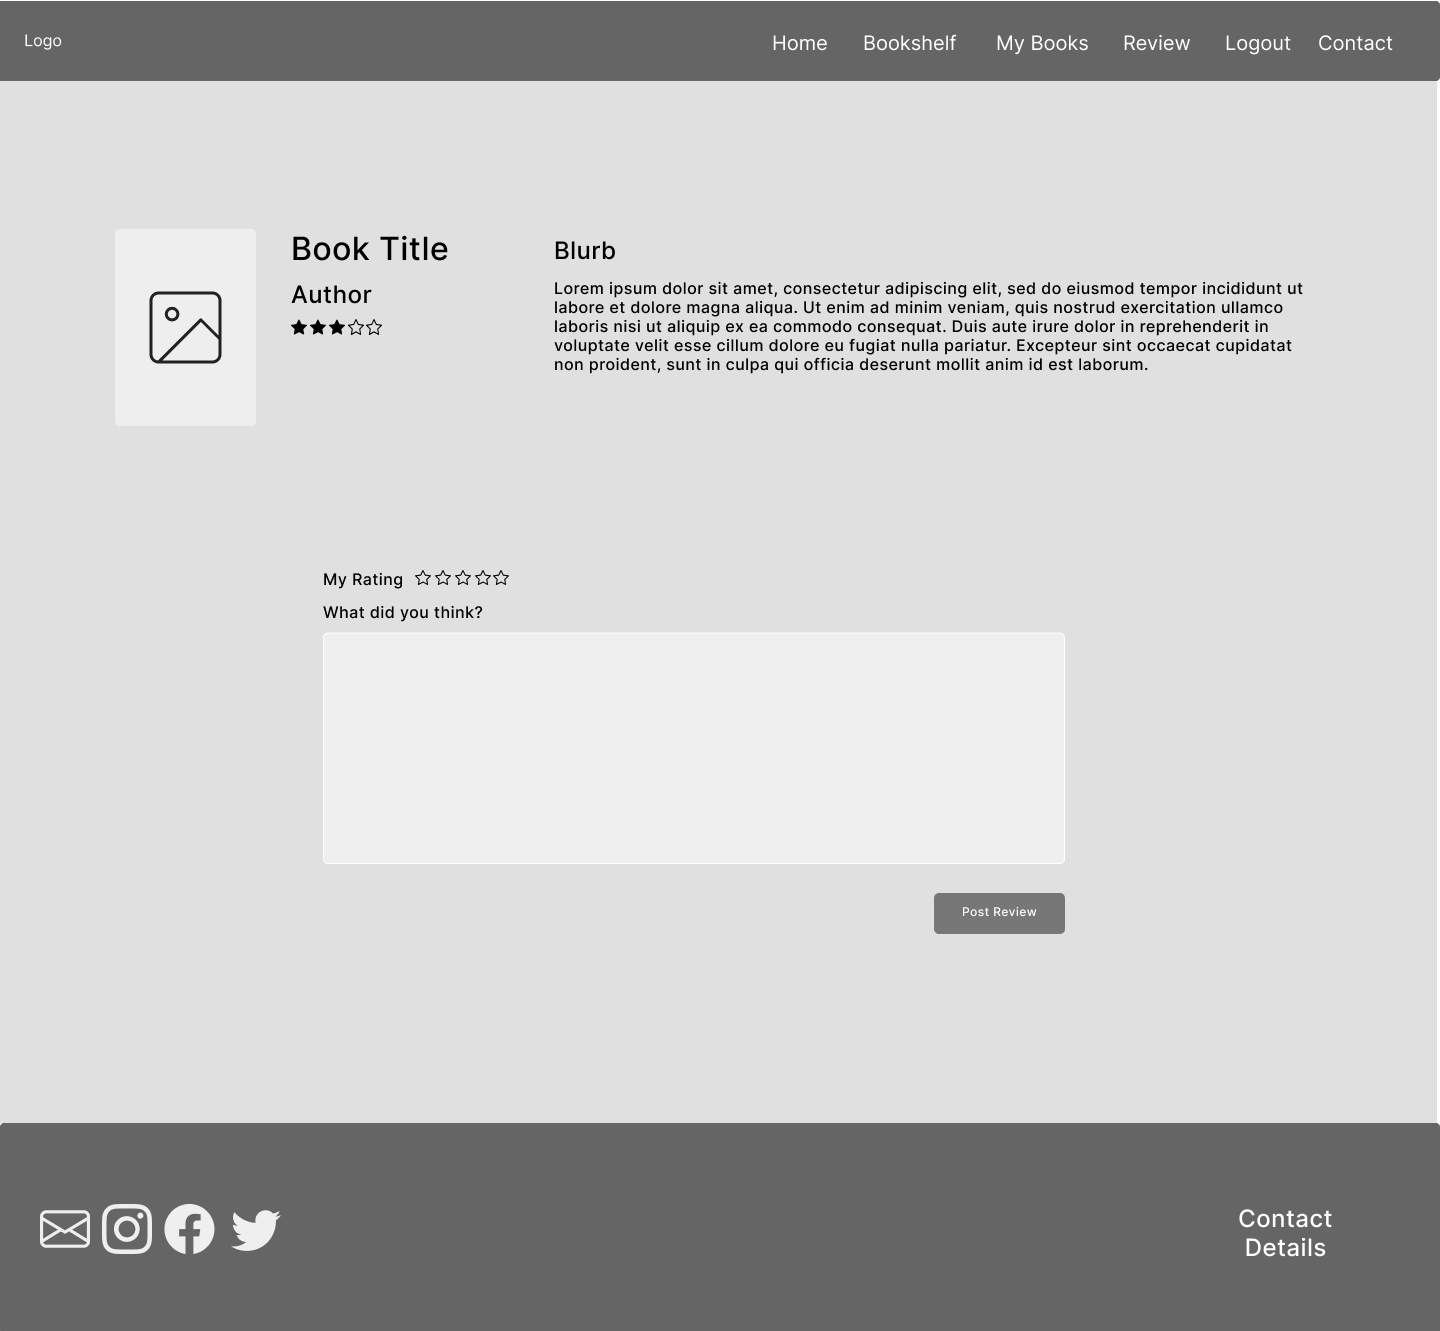 Logo
Home Bookshelf My Books Review Logout Contact
Book Title
Author
Blurb
Lorem ipsum dolor sit amet, consectetur adipiscing elit, sed do eiusmod tempor incididunt ut
labore et dolore magna aliqua. Ut enim ad minim veniam, quis nostrud exercitation ullamco
laboris nisi ut aliquip ex ea commodo consequat. Duis aute irure dolor in reprehenderit in
voluptate velit esse cillum dolore eu fugiat nulla pariatur. Excepteur sint occaecat cupidatat
non proident, sunt in culpa qui officia deserunt mollit anim id est laborum.
My Rating
What did you think?
Post Review
Contact
Details